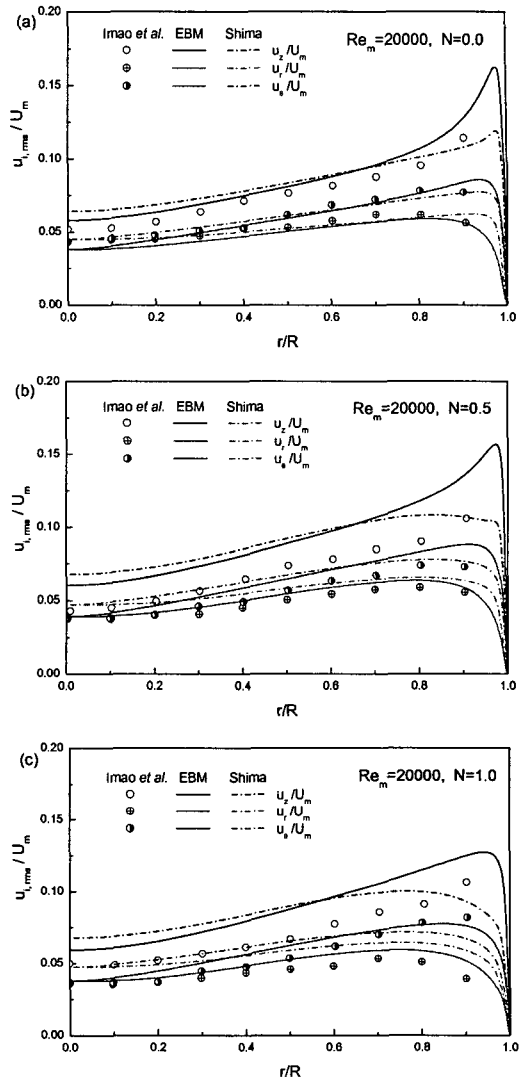 (a)
Imao et al. EBM Shima
Re_m=20000, N=0.0
u_z/U_m
u_r/U_m
u_s/U_m
u_i,rms / U_m
0.20
0.15
0.10
0.05
0.00
0.0 0.2 0.4 0.6 0.8 1.0
r/R
(b)
Imao et al. EBM Shima
Re_m=20000, N=0.5
u_z/U_m
u_r/U_m
u_s/U_m
u_i,rms / U_m
0.20
0.15
0.10
0.05
0.00
0.0 0.2 0.4 0.6 0.8 1.0
r/R
(c)
Imao et al. EBM Shima
Re_m=20000, N=1.0
u_z/U_m
u_r/U_m
u_s/U_m
u_i,rms / U_m
0.20
0.15
0.10
0.05
0.00
0.0 0.2 0.4 0.6 0.8 1.0
r/R